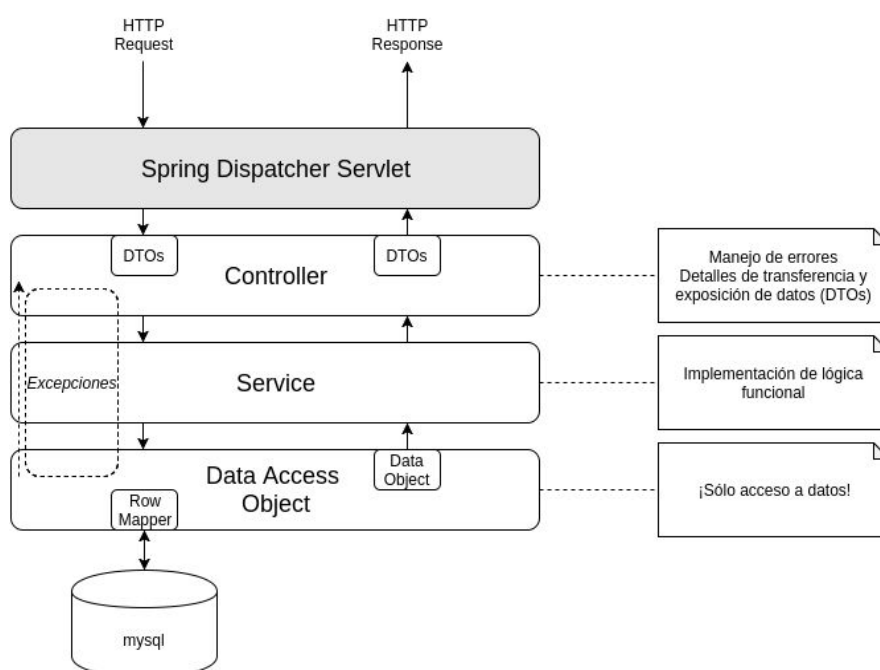 HTTP
Request
HTTP
Response
Spring Dispatcher Servlet
DTOs
DTOs
Controller
Manejo de errores
Detalles de transferencia y
exposición de datos (DTOs)
Excepciones
Service
Implementación de lógica
funcional
Data Access
Object
Data
Object
Row
Mapper
¡Sólo acceso a datos!
mysql